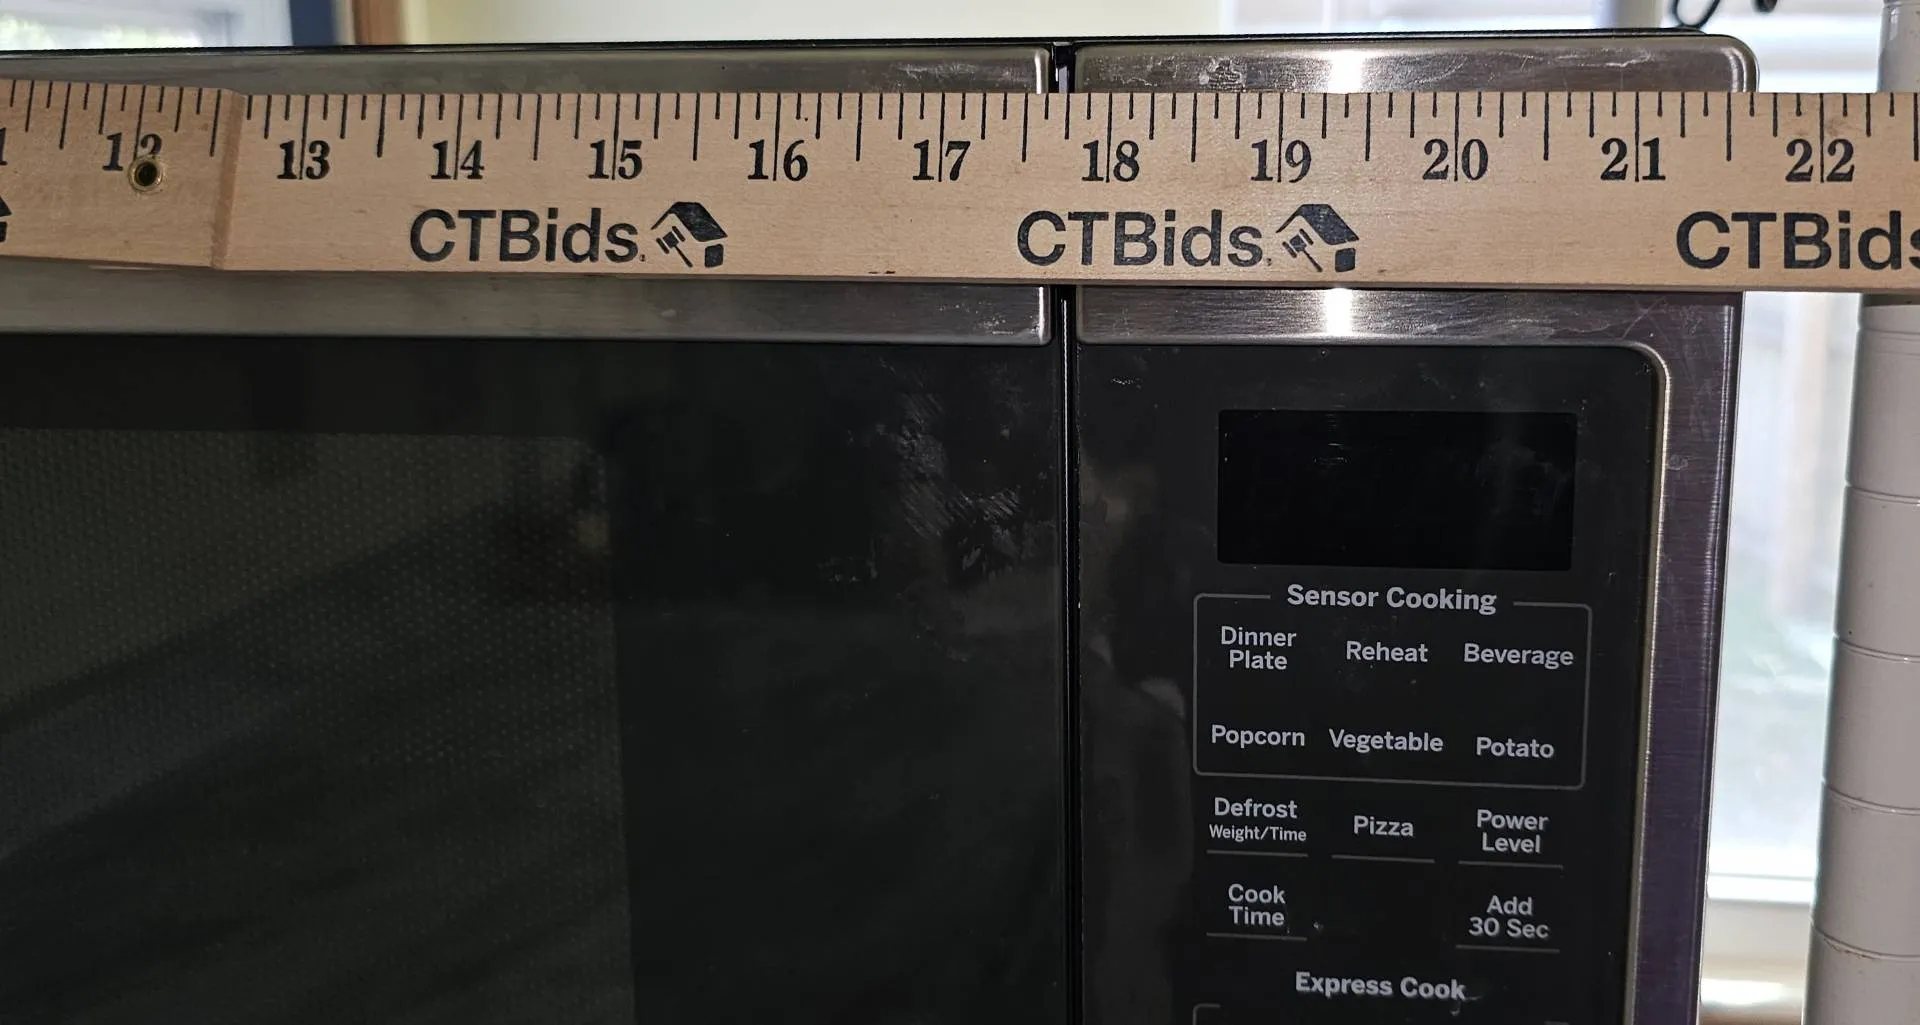 12 13 14 15 16 17 18 19 20 21 22
CTBids. CTBids. CTBids
Sensor Cooking
Dinner Plate
Reheat
Beverage
Popcorn
Vegetable
Potato
Defrost
Weight/Time
Pizza
Power Level
Cook Time
Add 30 Sec
Express Cook